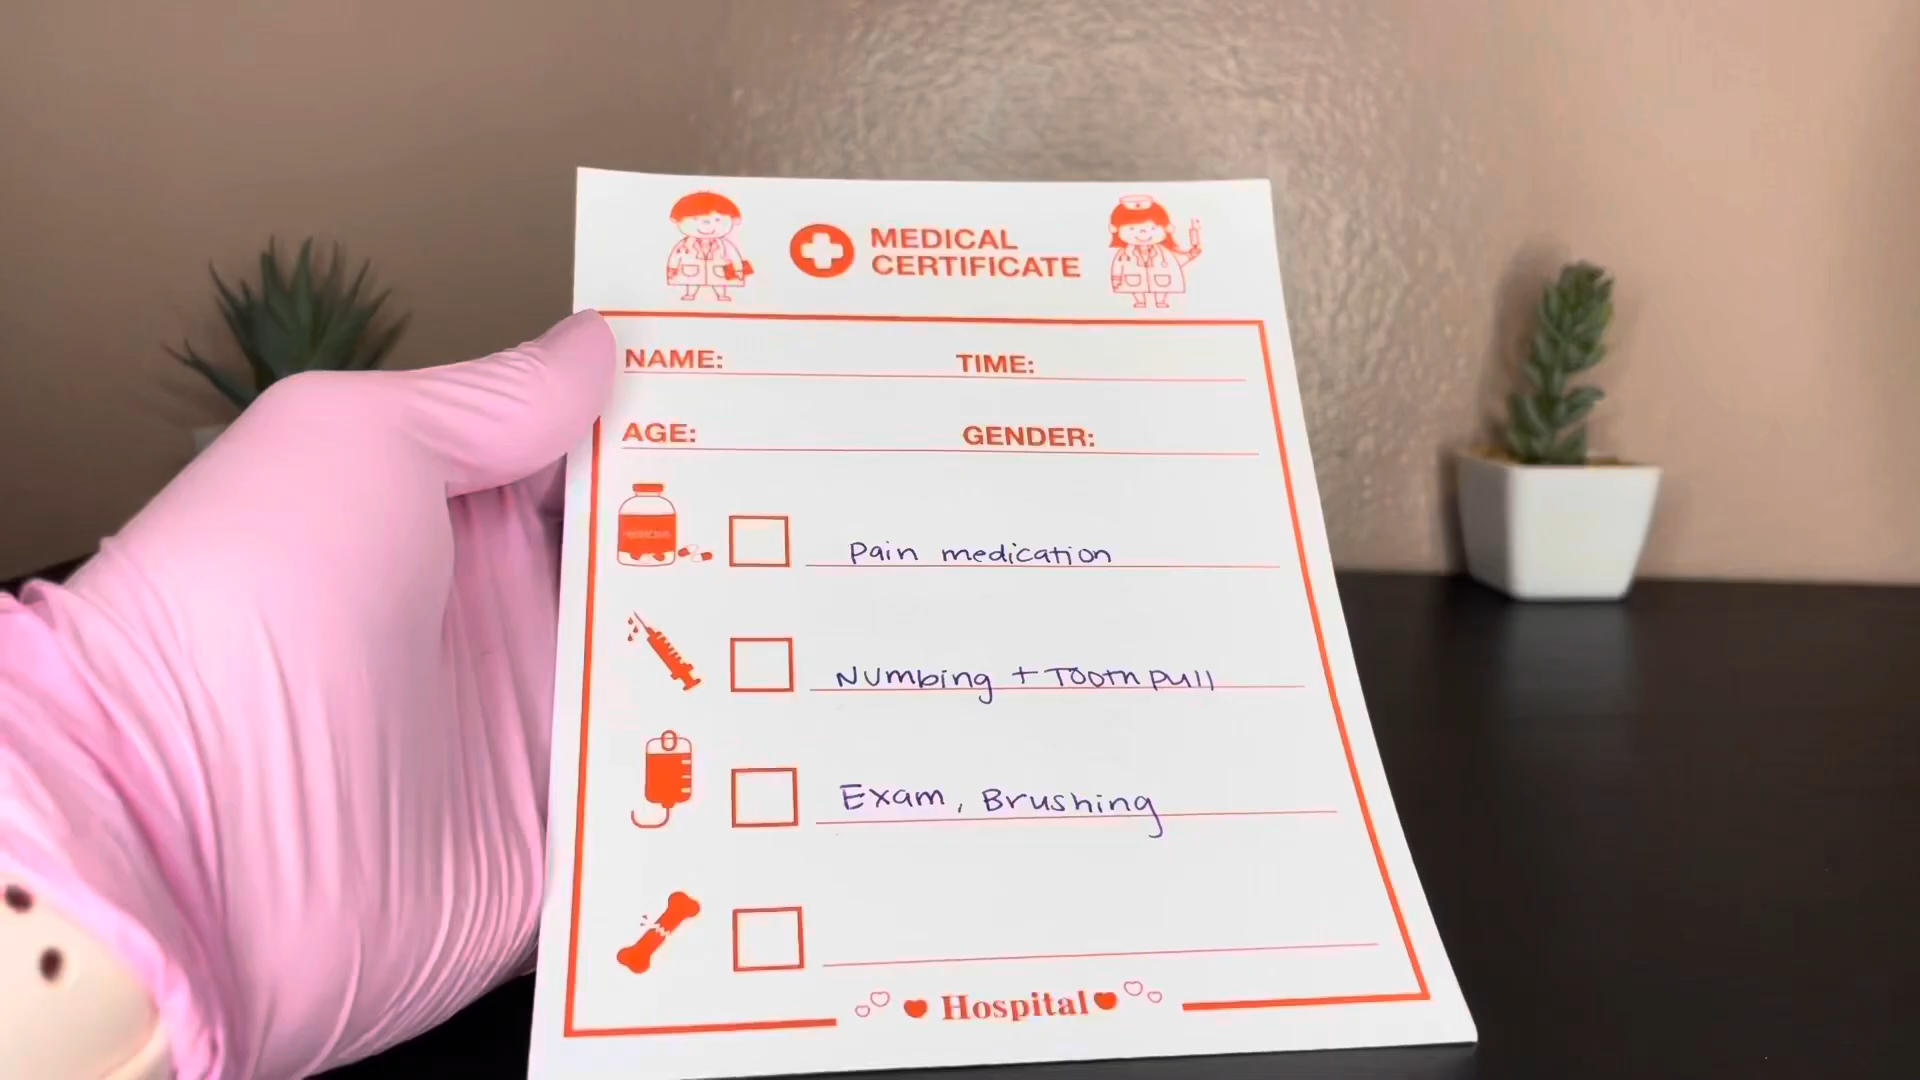 MEDICAL
CERTIFICATE
NAME: TIME:
AGE: GENDER:
Pain medication
Numbing + Tooth pull
Exam, Brushing
Hospital